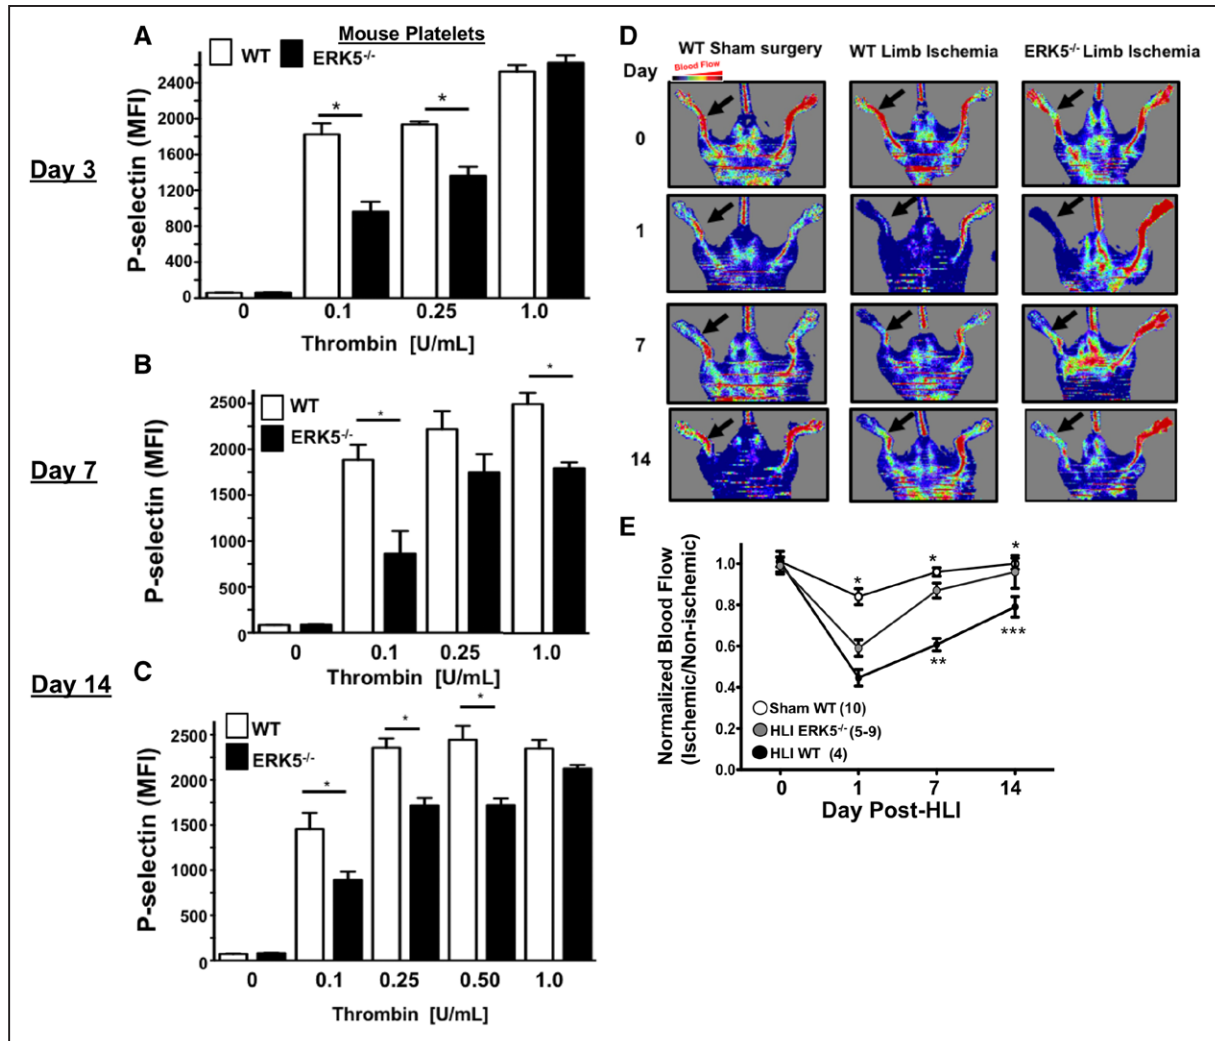 A
Mouse Platelets
WT
ERK5-/-
Day 3
P-selectin (MFI)
2400
2000
1600
1200
800
400
0
*
*
0
0.1
0.25
1.0
Thrombin [U/mL]
B
WT
ERK5-/-
Day 7
P-selectin (MFI)
2500
2000
1500
1000
500
0
*
*
0
0.1
0.25
1.0
Thrombin [U/mL]
Day 14
C
WT
ERK5-/-
P-selectin (MFI)
2500
2000
1500
1000
500
0
*
*
*
0
0.1
0.25
0.50
1.0
Thrombin [U/mL]
D
WT Sham surgery
WT Limb Ischemia
ERK5-/- Limb Ischemia
Day
Blood Flow
0
1
7
14
E
Normalized Blood Flow
(Ischemic/Non-ischemic)
1.0
0.8
0.6
0.4
0.2
0.0
*
*
*
**
***
Sham WT (10)
HLI ERK5-/- (5-9)
HLI WT (4)
0
1
7
14
Day Post-HLI